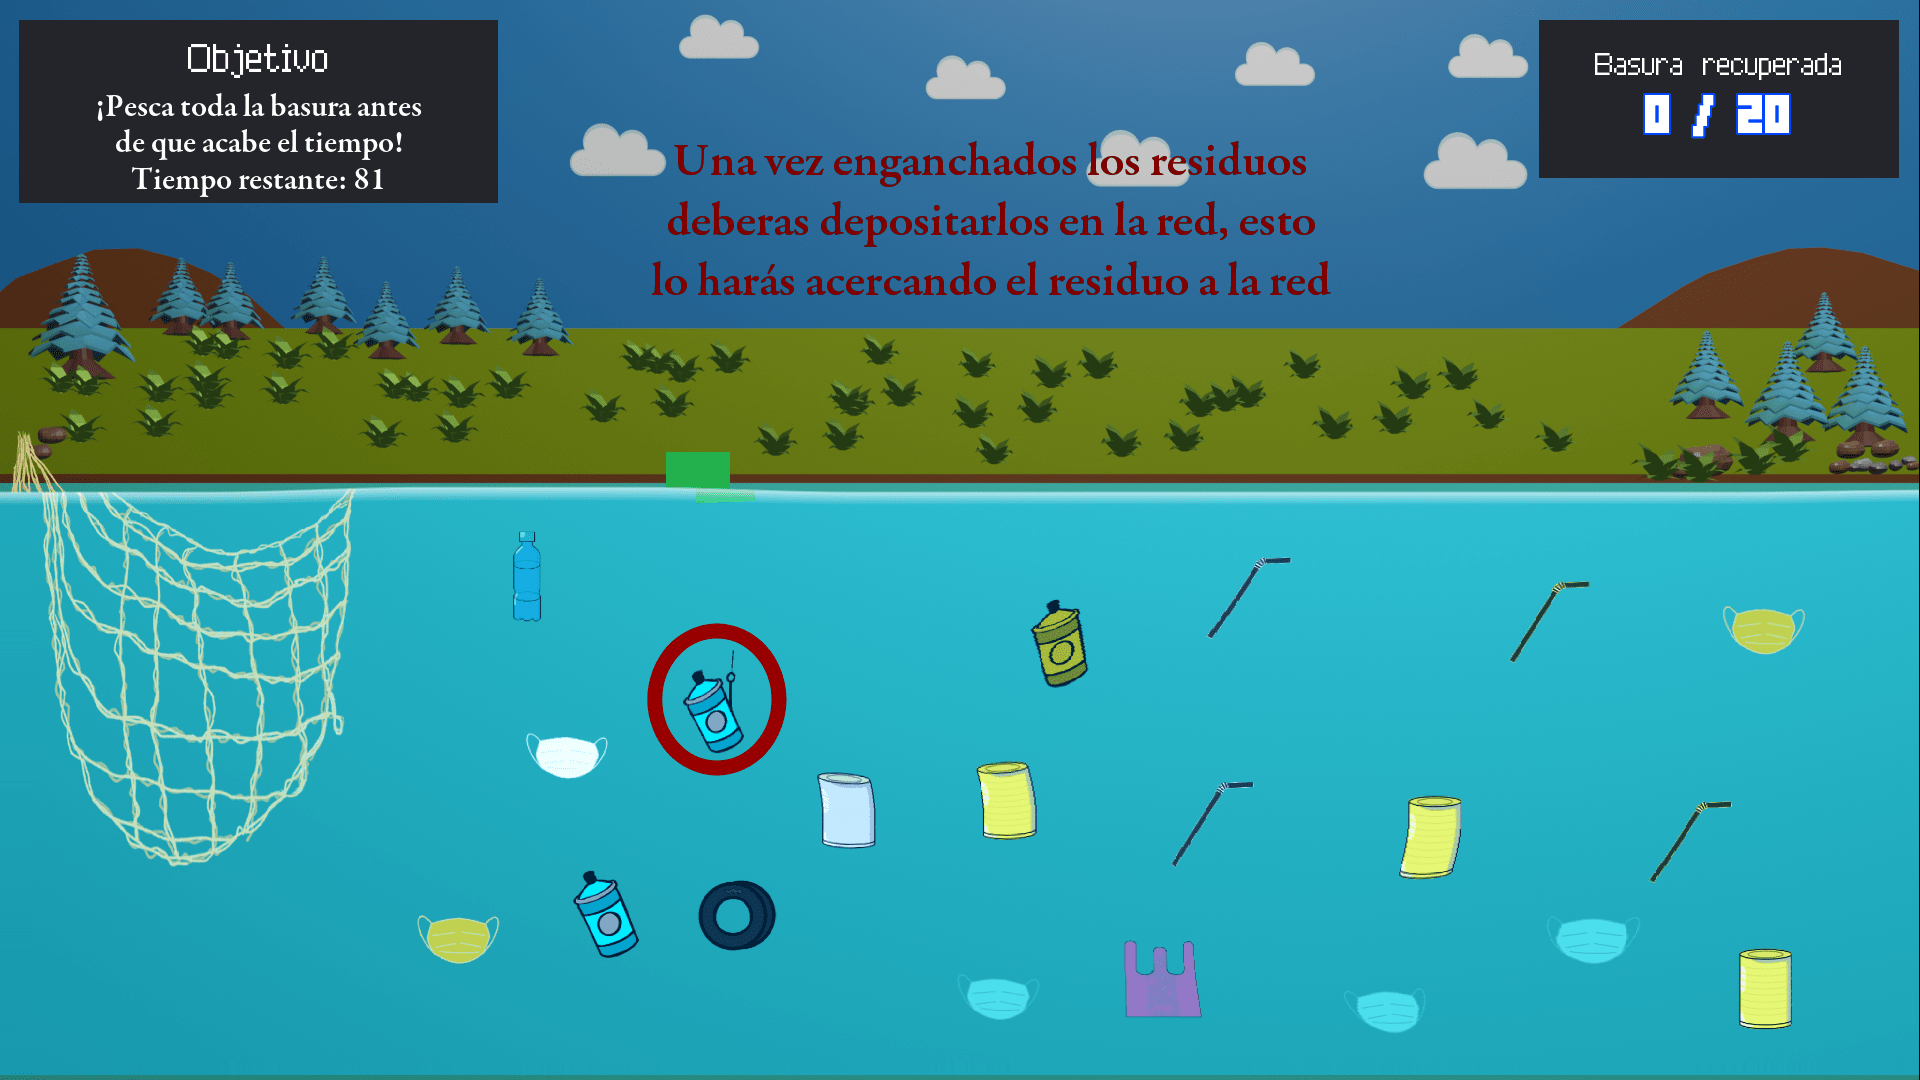 Objetivo
¡Pesca toda la basura antes
de que acabe el tiempo!
Tiempo restante: 81
Basura recuperada
0 / 20
Una vez enganchados los residuos
deberas depositarlos en la red, esto
lo harás acercando el residuo a la red